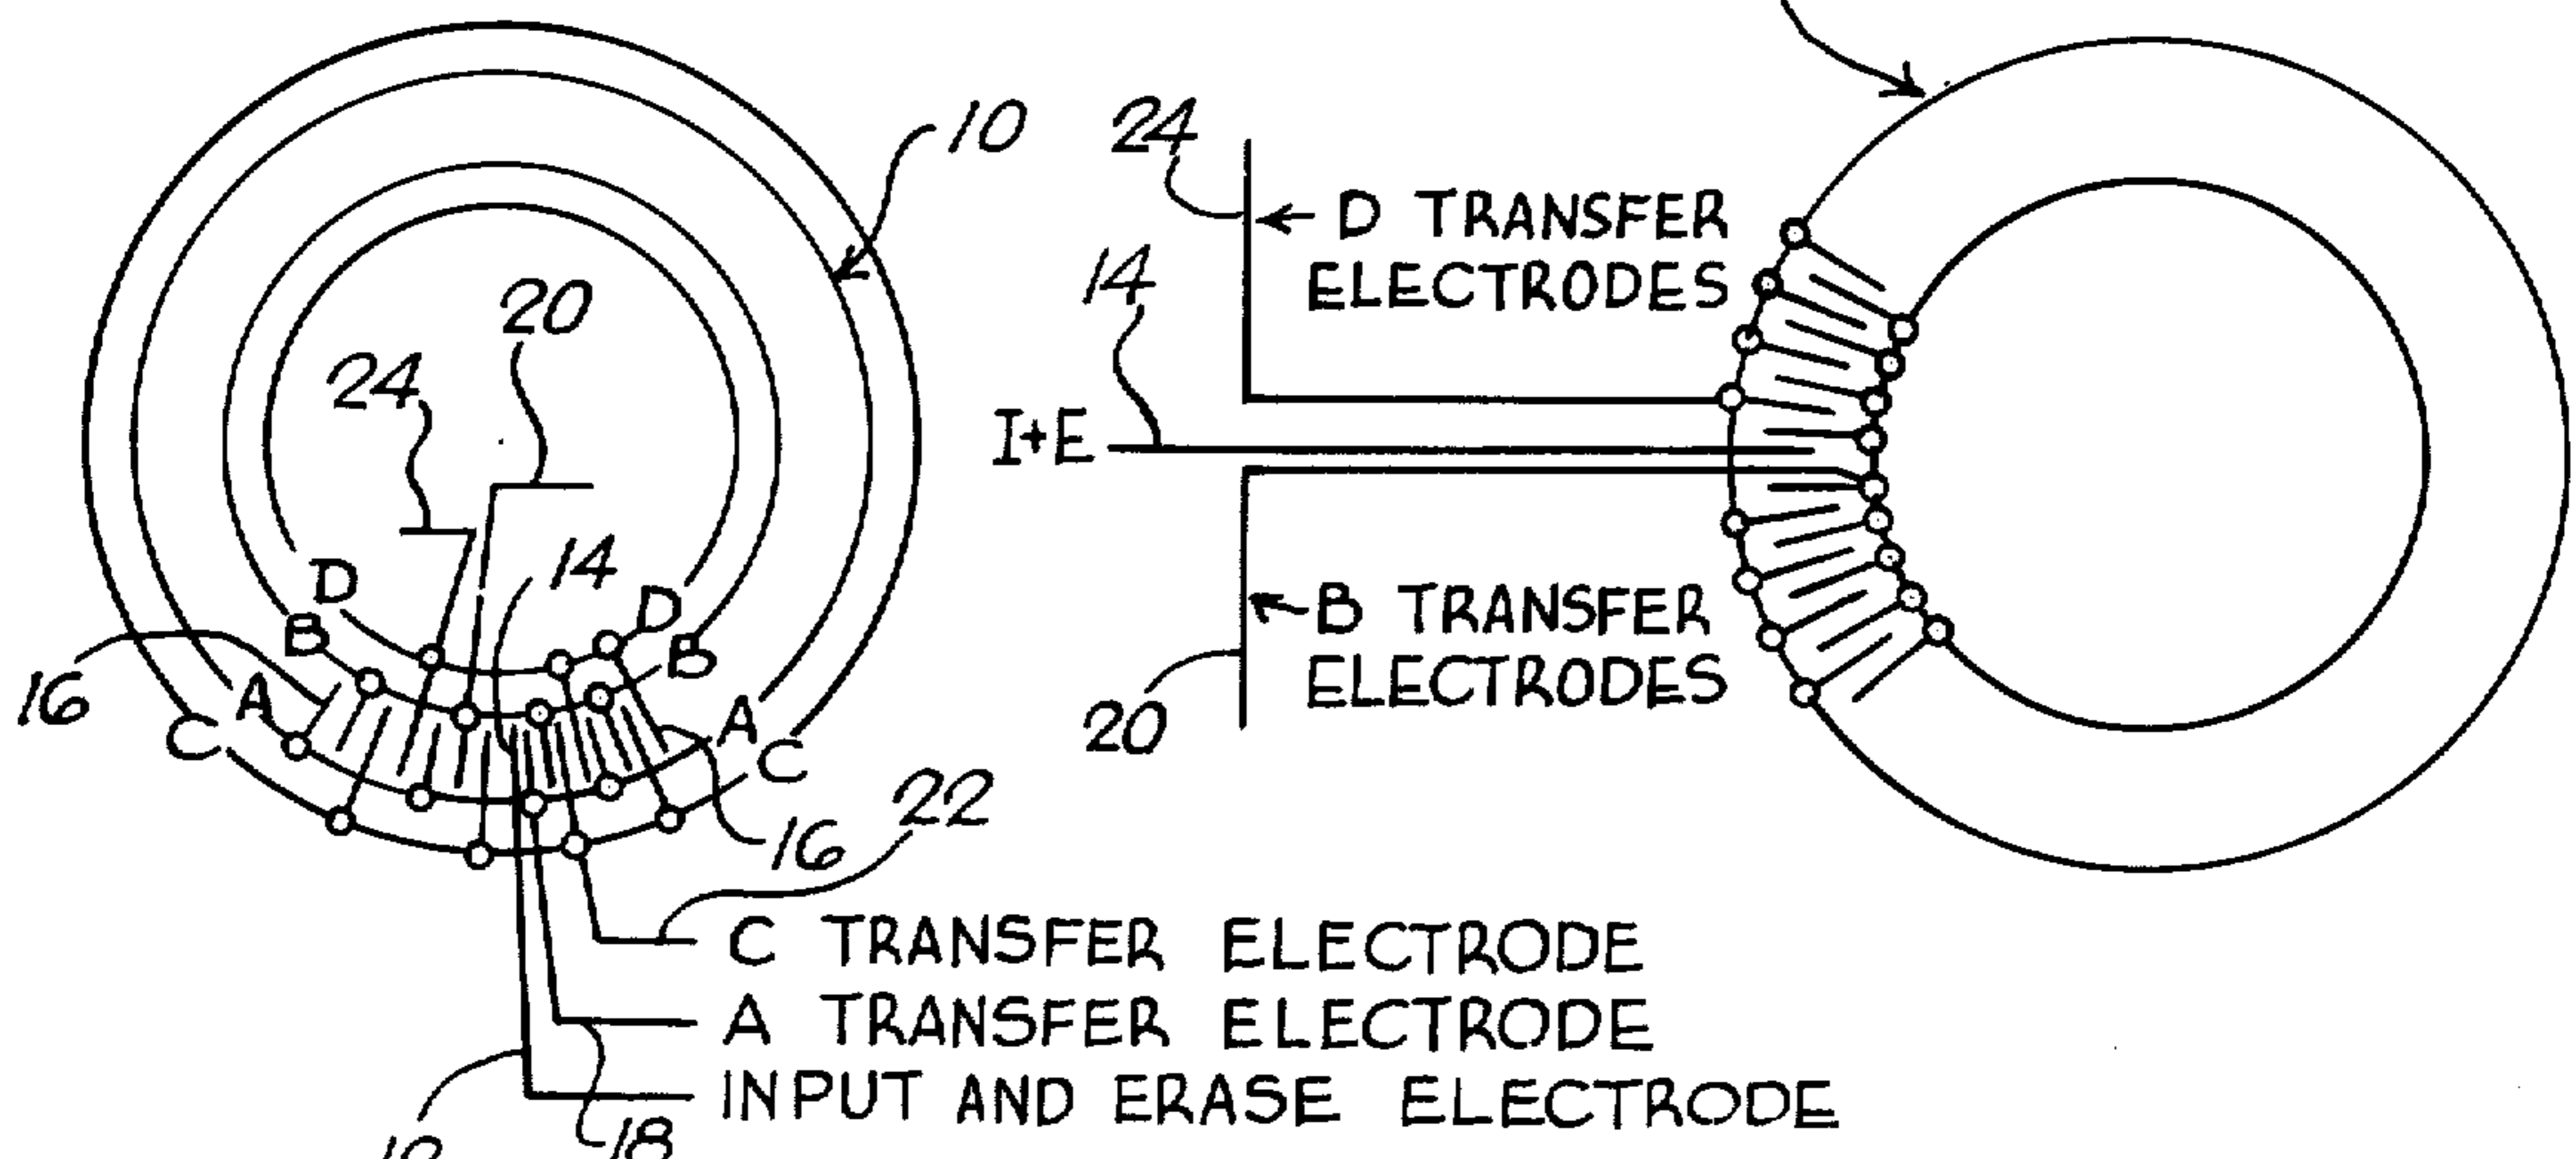 10
20
24
14
D
D
B
B
16
A
A
C
C
16
22
C TRANSFER ELECTRODE
A TRANSFER ELECTRODE
INPUT AND ERASE ELECTRODE
18
24
D TRANSFER
ELECTRODES
14
I+E
B TRANSFER
ELECTRODES
20